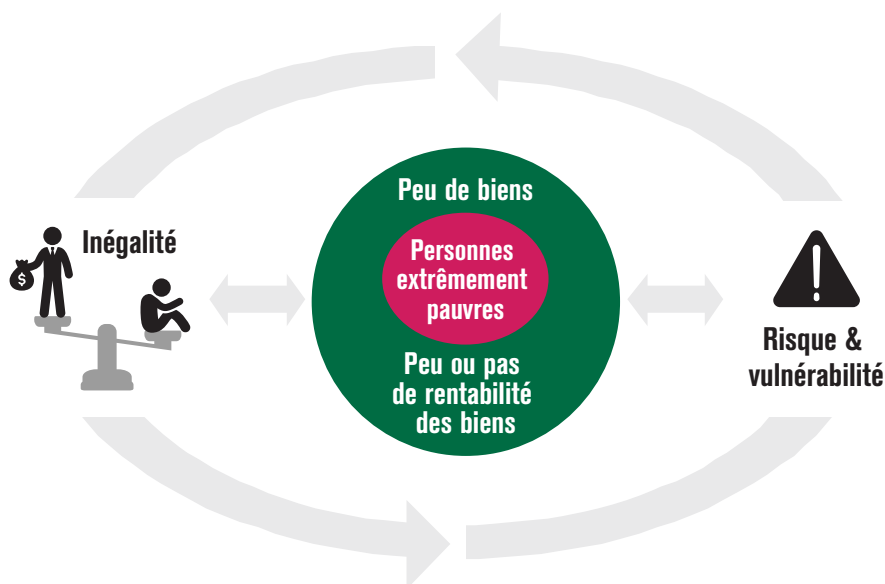 Inégalité
$
Peu de biens
Personnes
extrêmement
pauvres
Peu ou pas
de rentabilité
des biens
Risque &
vulnérabilité